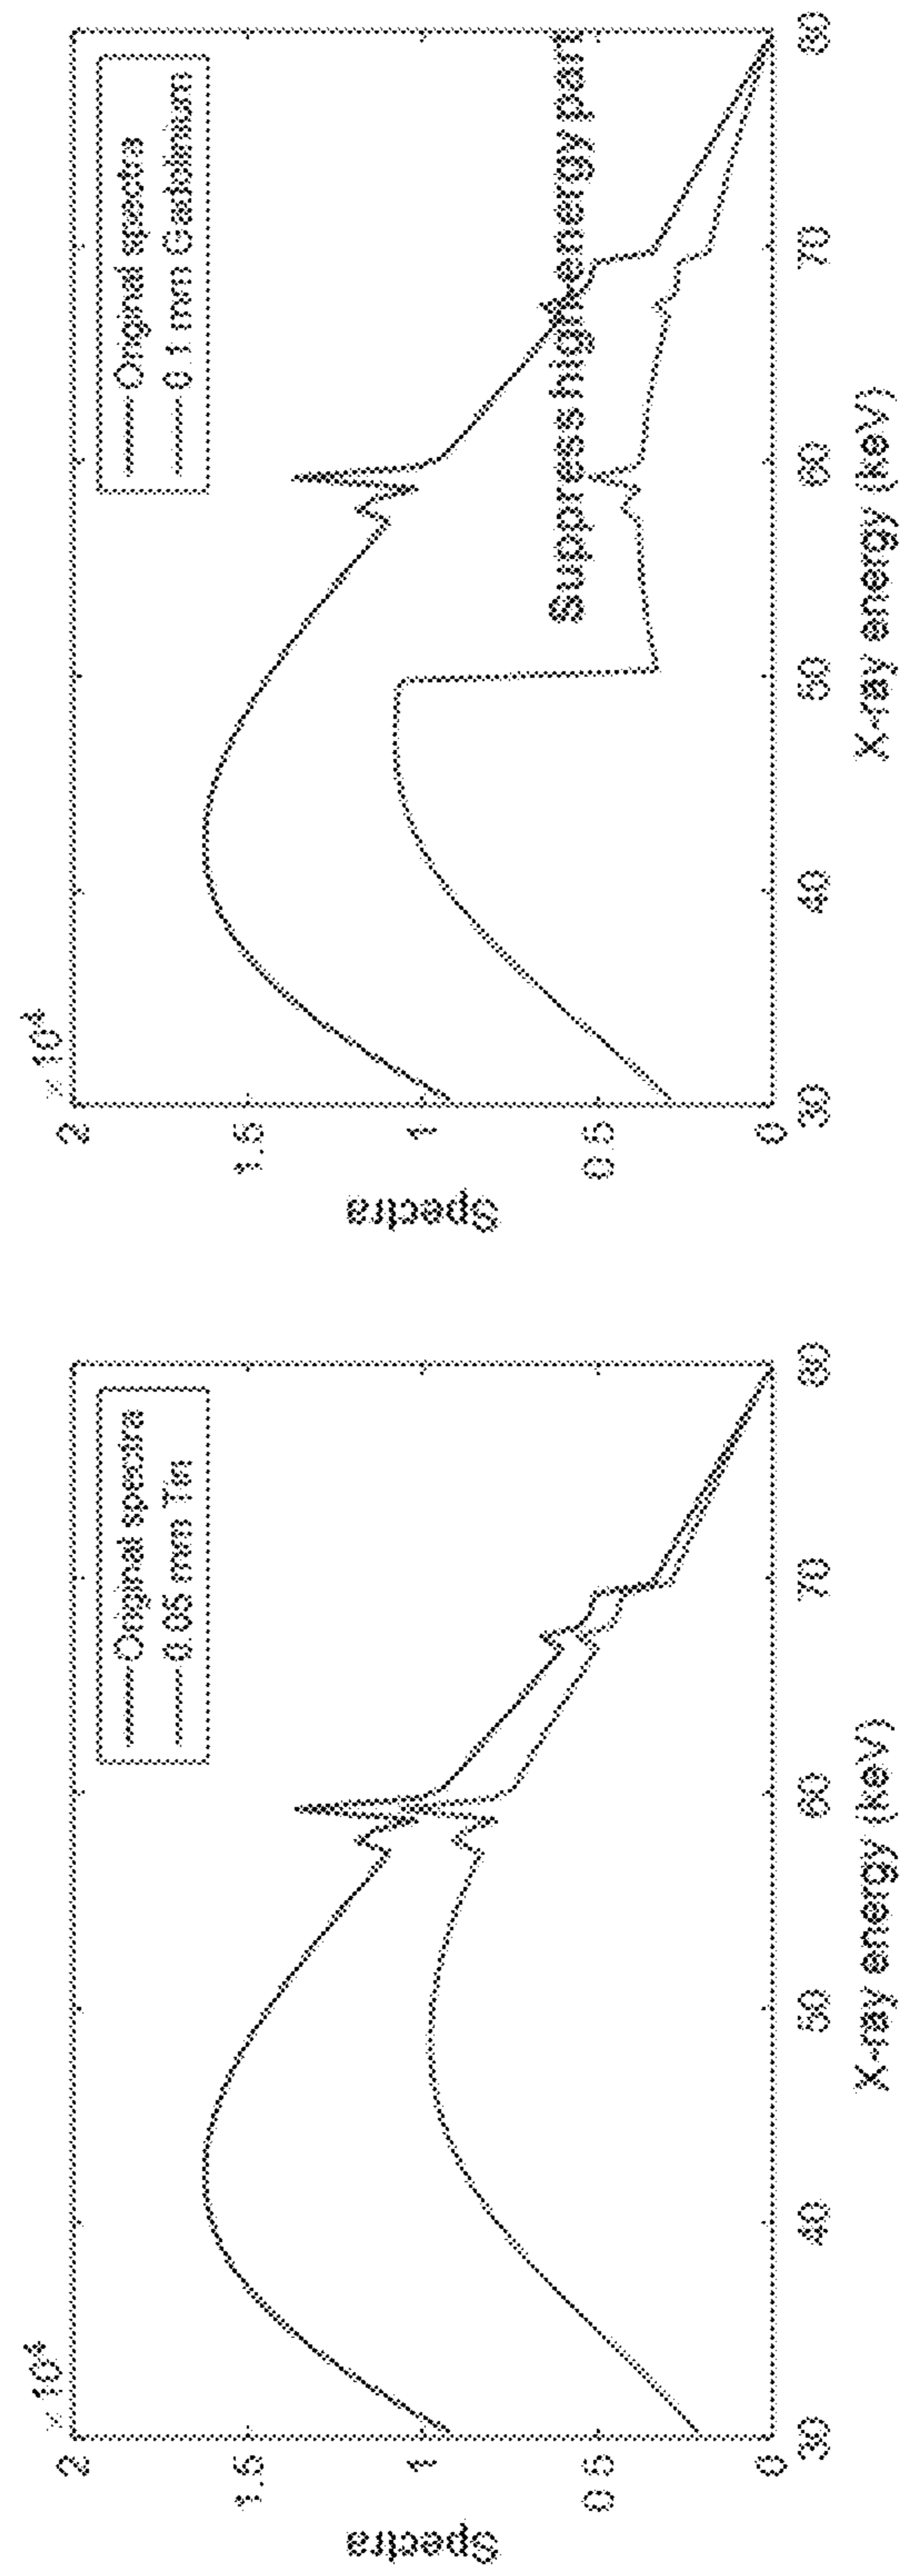 × 10⁴
2
1.5
1
0.5
0
Spectra
Original spectra
0.05 mm Tin
30
40
50
60
70
80
X-ray energy (keV)
× 10⁴
2
1.5
1
0.5
0
Spectra
Original spectra
0.1 mm Gadolinium
Suppress high-energy part
30
40
50
60
70
80
X-ray energy (keV)